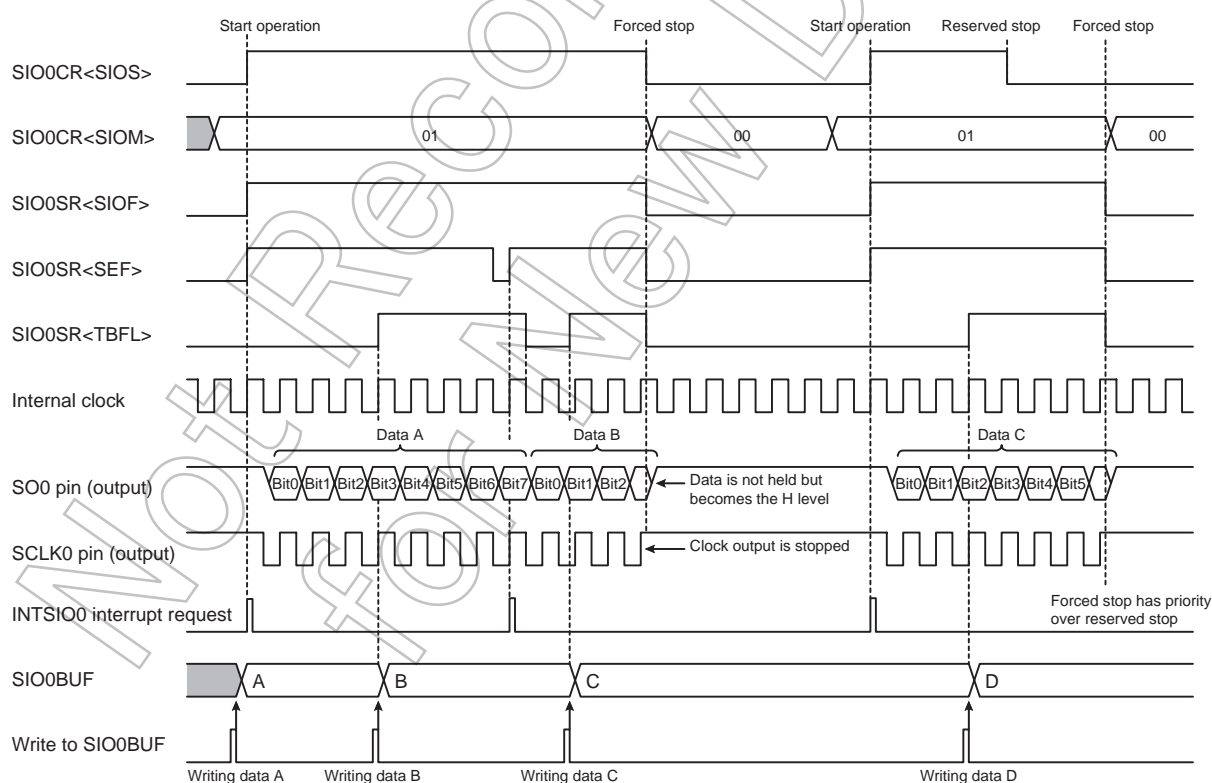 Start operation Forced stop Start operation Reserved stop Forced stop
SIO0CR<SIOS>
SIO0CR<SIOM> 01 00 01 00
SIO0SR<SIOF>
SIO0SR<SEF>
SIO0SR<TBFL>
Internal clock
Data A Data B Data C
SO0 pin (output) Bit0 Bit1 Bit2 Bit3 Bit4 Bit5 Bit6 Bit7 Bit0 Bit1 Bit2 Data is not held but Bit0 Bit1 Bit2 Bit3 Bit4 Bit5
becomes the H level
SCLK0 pin (output) Clock output is stopped
INTSIO0 interrupt request Forced stop has priority
over reserved stop
SIO0BUF A B C D
Write to SIO0BUF
Writing data A Writing data B Writing data C Writing data D
Not Reco
for New D